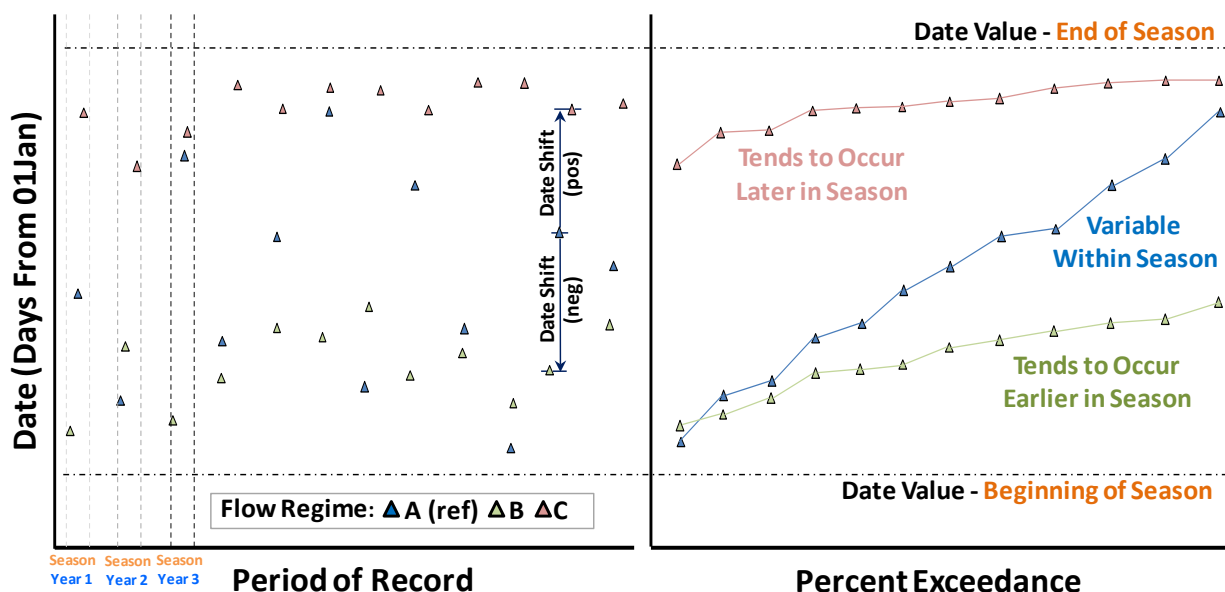 Date Value - End of Season
Date (Days From 01Jan)
Date Shift
(pos)
Date Shift
(neg)
Tends to Occur
Later in Season
Variable
Within Season
Tends to Occur
Earlier in Season
Date Value - Beginning of Season
Flow Regime: A (ref) B C
Season
Year 1
Season
Year 2
Season
Year 3
Period of Record
Percent Exceedance